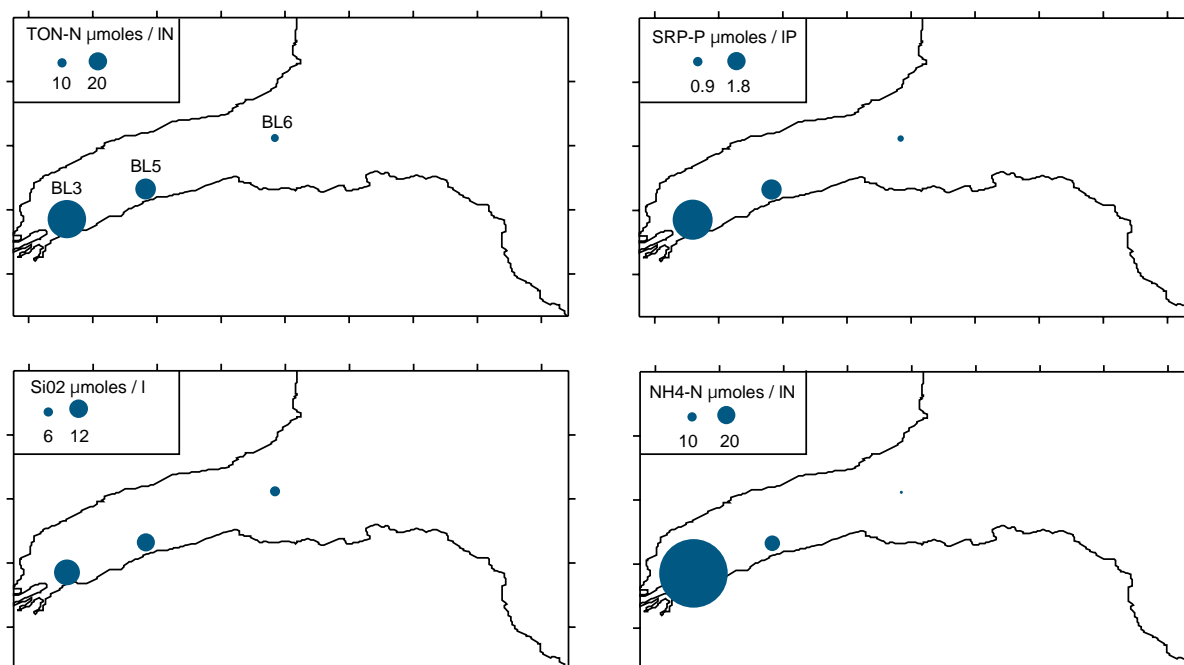 TON-N µmoles / lN
10 20
BL6
BL5
BL3
SRP-P µmoles / lP
0.9 1.8
Si02 µmoles / l
6 12
NH4-N µmoles / lN
10 20